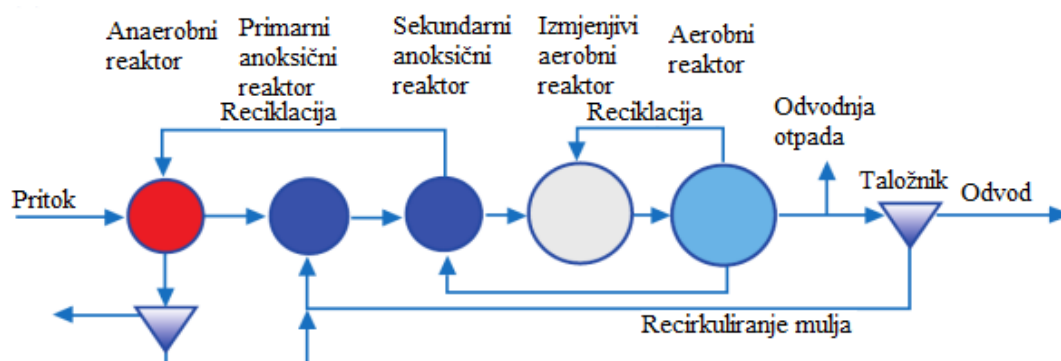 Anaerobni
reaktor
Primarni
anoksični
reaktor
Sekundarni
anoksični
reaktor
Izmjenjivi
aerobni
reaktor
Aerobni
reaktor
Reciklacija
Reciklacija
Odvodnja
otpada
Pritok
Taložnik
Odvod
Recirkuliranje mulja